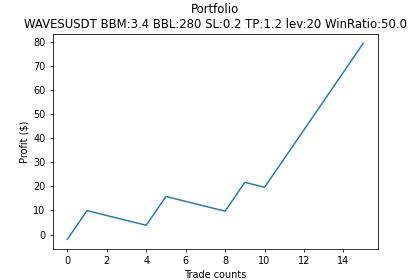 Portfolio
WAVESUSDT BBM:3.4 BBL:280 SL:0.2 TP:1.2 lev:20 WinRatio:50.0
80
70
60
50
40
30
20
10
0
Profit ($)
0 2 4 6 8 10 12 14
Trade counts